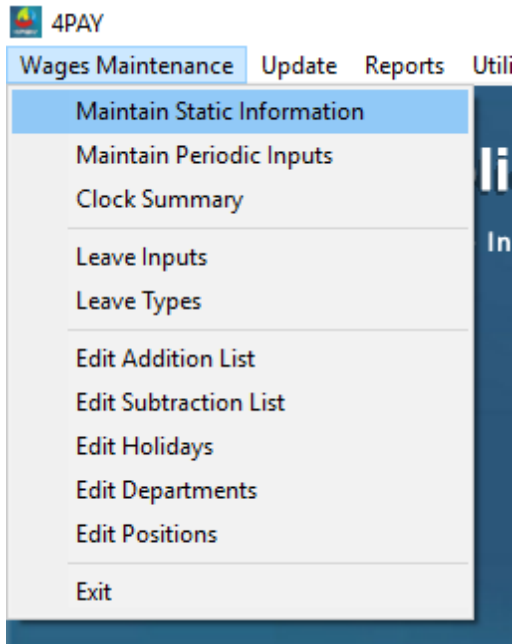 4PAY
Wages Maintenance Update Reports
Maintain Static Information
Maintain Periodic Inputs
Clock Summary
Leave Inputs
Leave Types
Edit Addition List
Edit Subtraction List
Edit Holidays
Edit Departments
Edit Positions
Exit